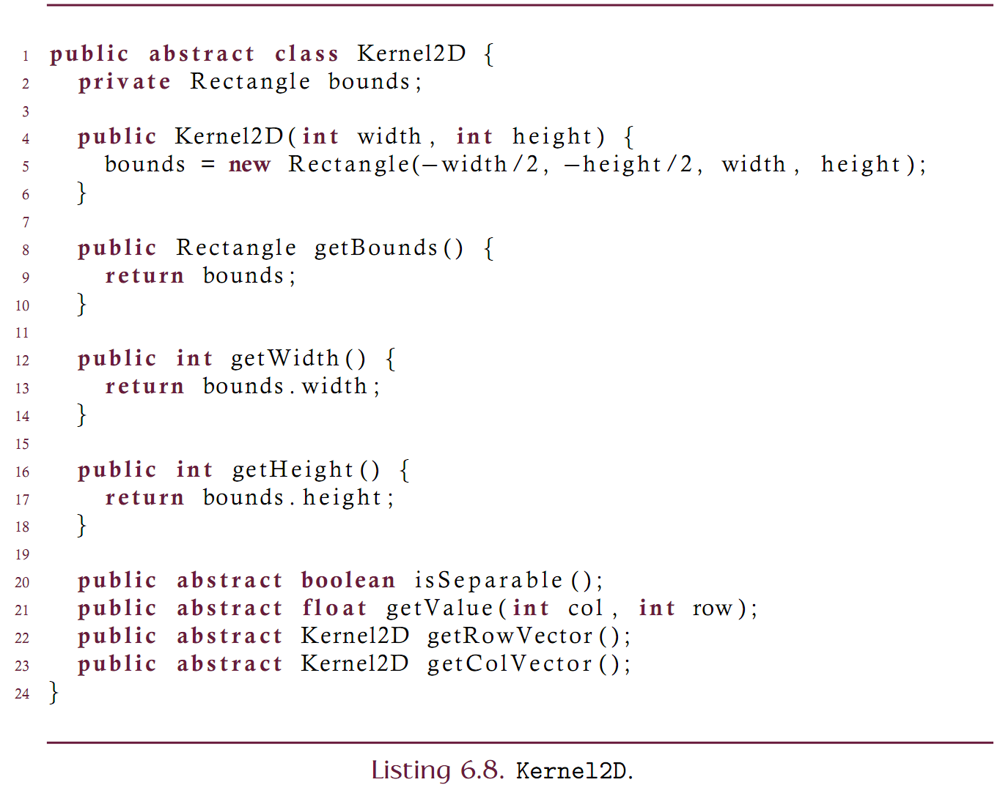 1 public abstract class Kernel2D {
2   private Rectangle bounds;
3
4   public Kernel2D(int width, int height) {
5     bounds = new Rectangle(−width/2, −height/2, width, height);
6   }
7
8   public Rectangle getBounds() {
9     return bounds;
10   }
11
12   public int getWidth() {
13     return bounds.width;
14   }
15
16   public int getHeight() {
17     return bounds.height;
18   }
19
20   public abstract boolean isSeparable();
21   public abstract float getValue(int col, int row);
22   public abstract Kernel2D getRowVector();
23   public abstract Kernel2D getColVector();
24 }
Listing 6.8. Kernel2D.